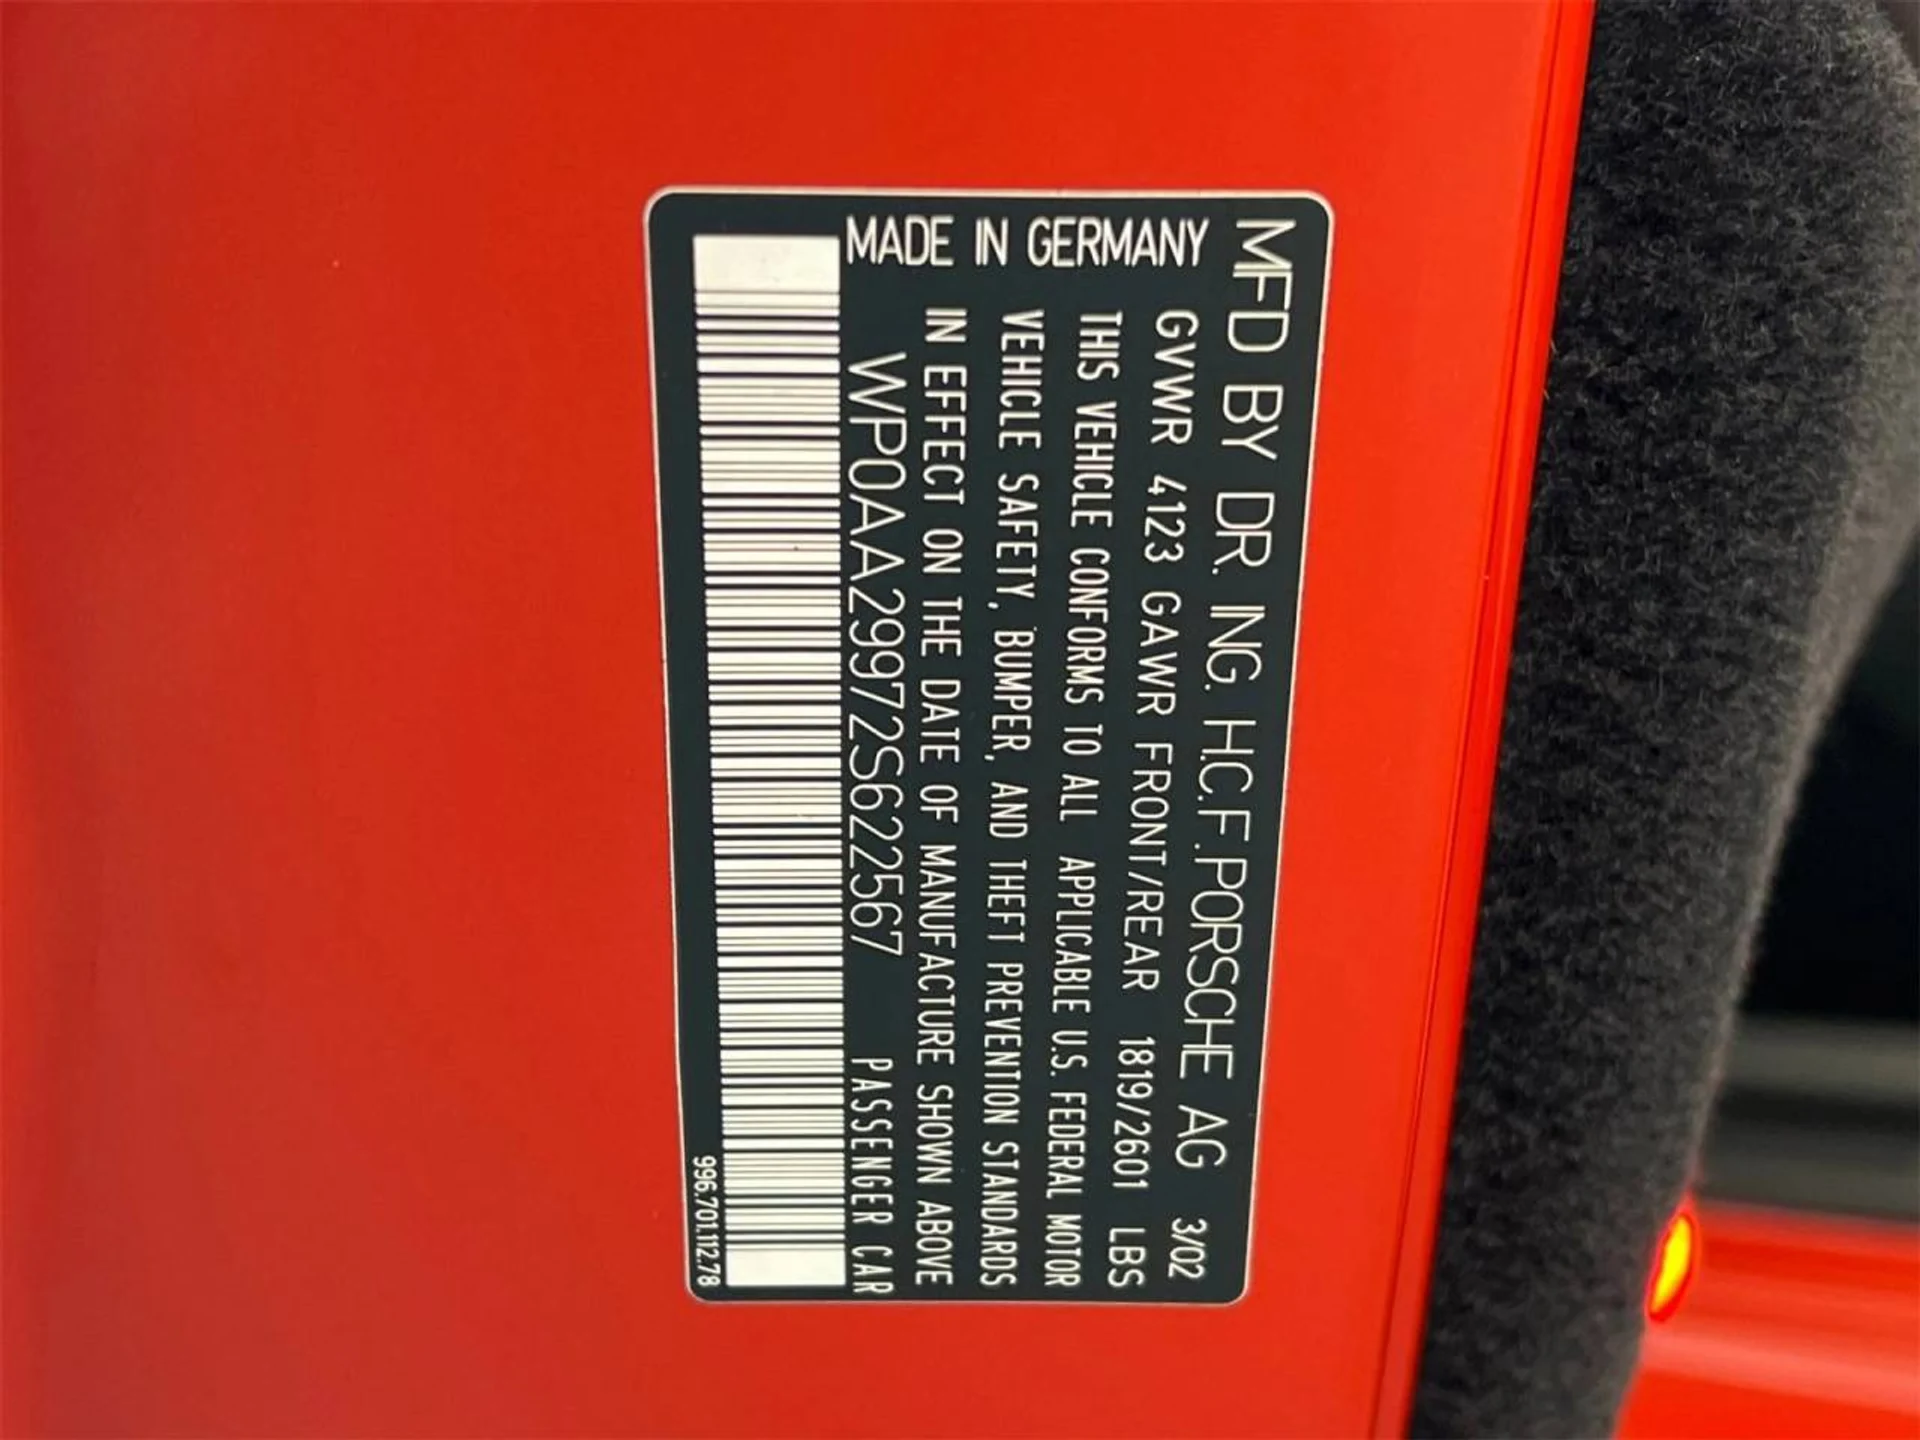 MFD BY DR. ING. H.C.F. PORSCHE AG 3/02
GVWR 4123 GAWR FRONT/REAR 1819/2601 LBS
THIS VEHICLE CONFORMS TO ALL APPLICABLE U.S. FEDERAL MOTOR
VEHICLE SAFETY, BUMPER, AND THEFT PREVENTION STANDARDS
IN EFFECT ON THE DATE OF MANUFACTURE SHOWN ABOVE
WP0AA29972S622567 PASSENGER CAR
MADE IN GERMANY
996.701.112.78